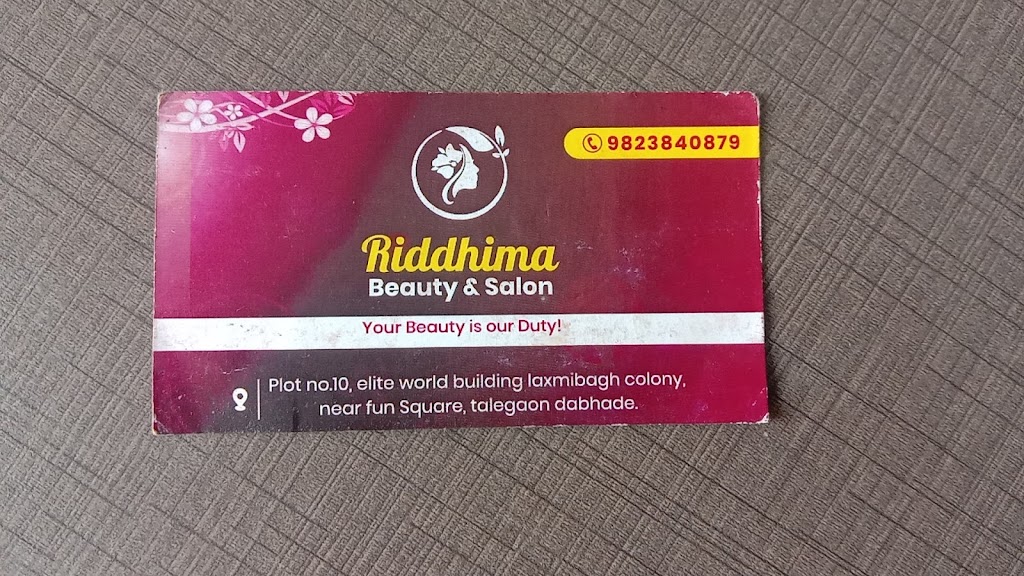 9823840879
Riddhima
Beauty & Salon
Your Beauty is our Duty!
Plot no.10, elite world building laxmibagh colony,
near fun Square, talegaon dabhade.